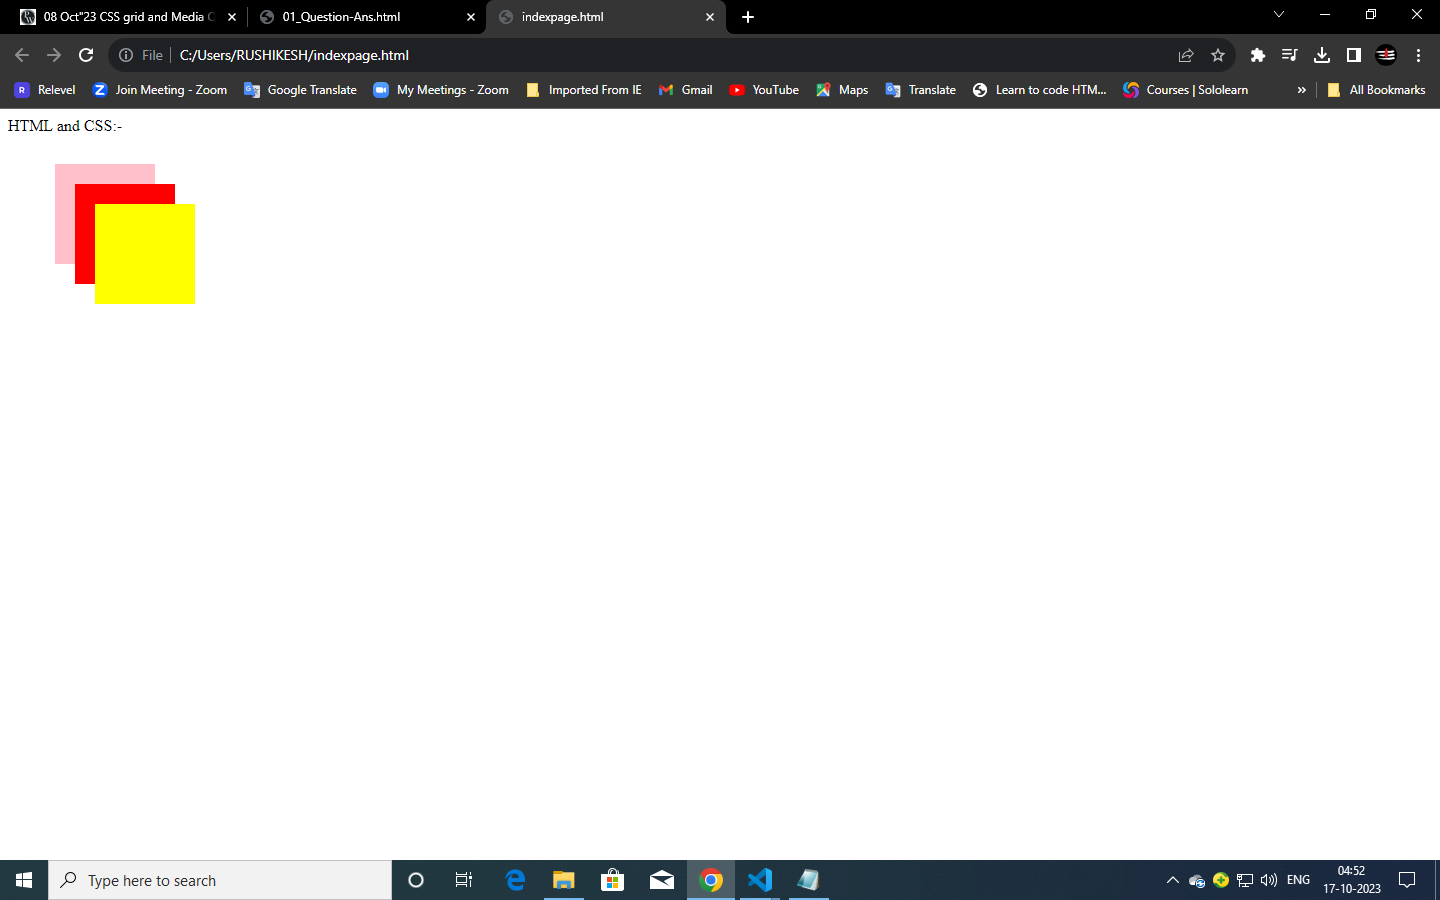 08 Oct"23 CSS grid and Media
01_Question-Ans.html
indexpage.html
File
C:/Users/RUSHIKESH/indexpage.html
R Relevel
Z Join Meeting - Zoom
Google Translate
My Meetings - Zoom
Imported From IE
Gmail
YouTube
Maps
Translate
Learn to code HTM...
Courses | Sololearn
»
All Bookmarks
HTML and CSS:-
Type here to search
ENG
04:52
17-10-2023